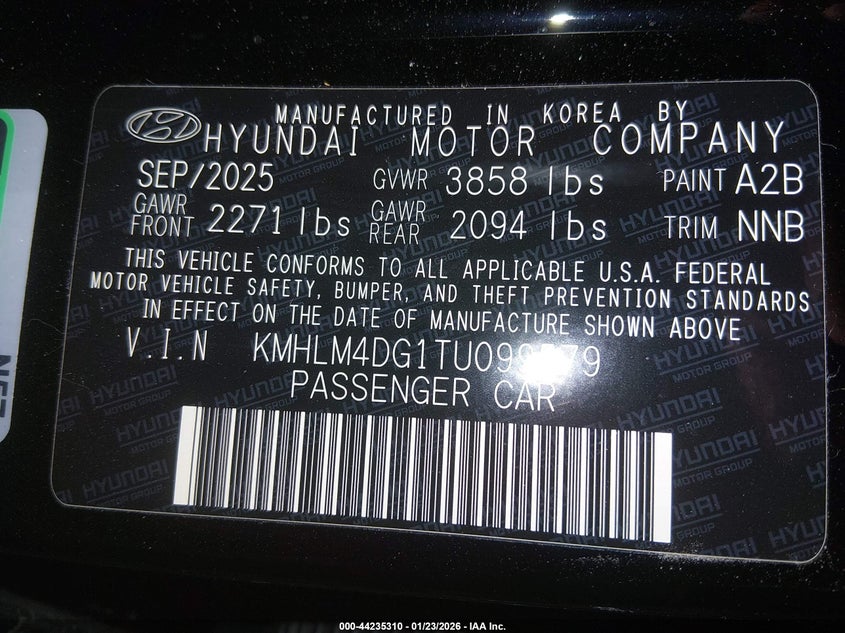 MANUFACTURED IN KOREA BY
HYUNDAI MOTOR COMPANY
SEP/2025 GVWR 3858 lbs PAINT A2B
GAWR FRONT 2271 lbs GAWR REAR 2094 lbs TRIM NNB
THIS VEHICLE CONFORMS TO ALL APPLICABLE U.S.A. FEDERAL
MOTOR VEHICLE SAFETY, BUMPER, AND THEFT PREVENTION STANDARDS
IN EFFECT ON THE DATE OF MANUFACTURE SHOWN ABOVE
V.I.N
PASSENGER CAR
HYUNDAI
MOTOR GROUP
000-44235310 - 01/23/2026 - IAA Inc.